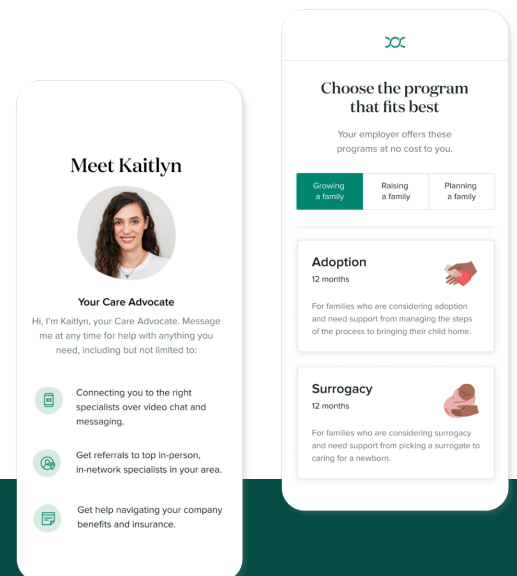 Meet Kaitlyn
Your Care Advocate
Hi, I'm Kaitlyn, your Care Advocate. Message
me at any time for help with anything you
need, including but not limited to:
Connecting you to the right
specialists over video chat and
messaging.
Get referrals to top in-person,
in-network specialists in your area.
Get help navigating your company
benefits and insurance.
Choose the program
that fits best
Your employer offers these
programs at no cost to you.
Growing
a family
Raising
a family
Planning
a family
Adoption
12 months
For families who are considering adoption
and need support from managing the steps
of the process to bringing their child home.
Surrogacy
12 months
For families who are considering surrogacy
and need support from picking a surrogate to
caring for a newborn.